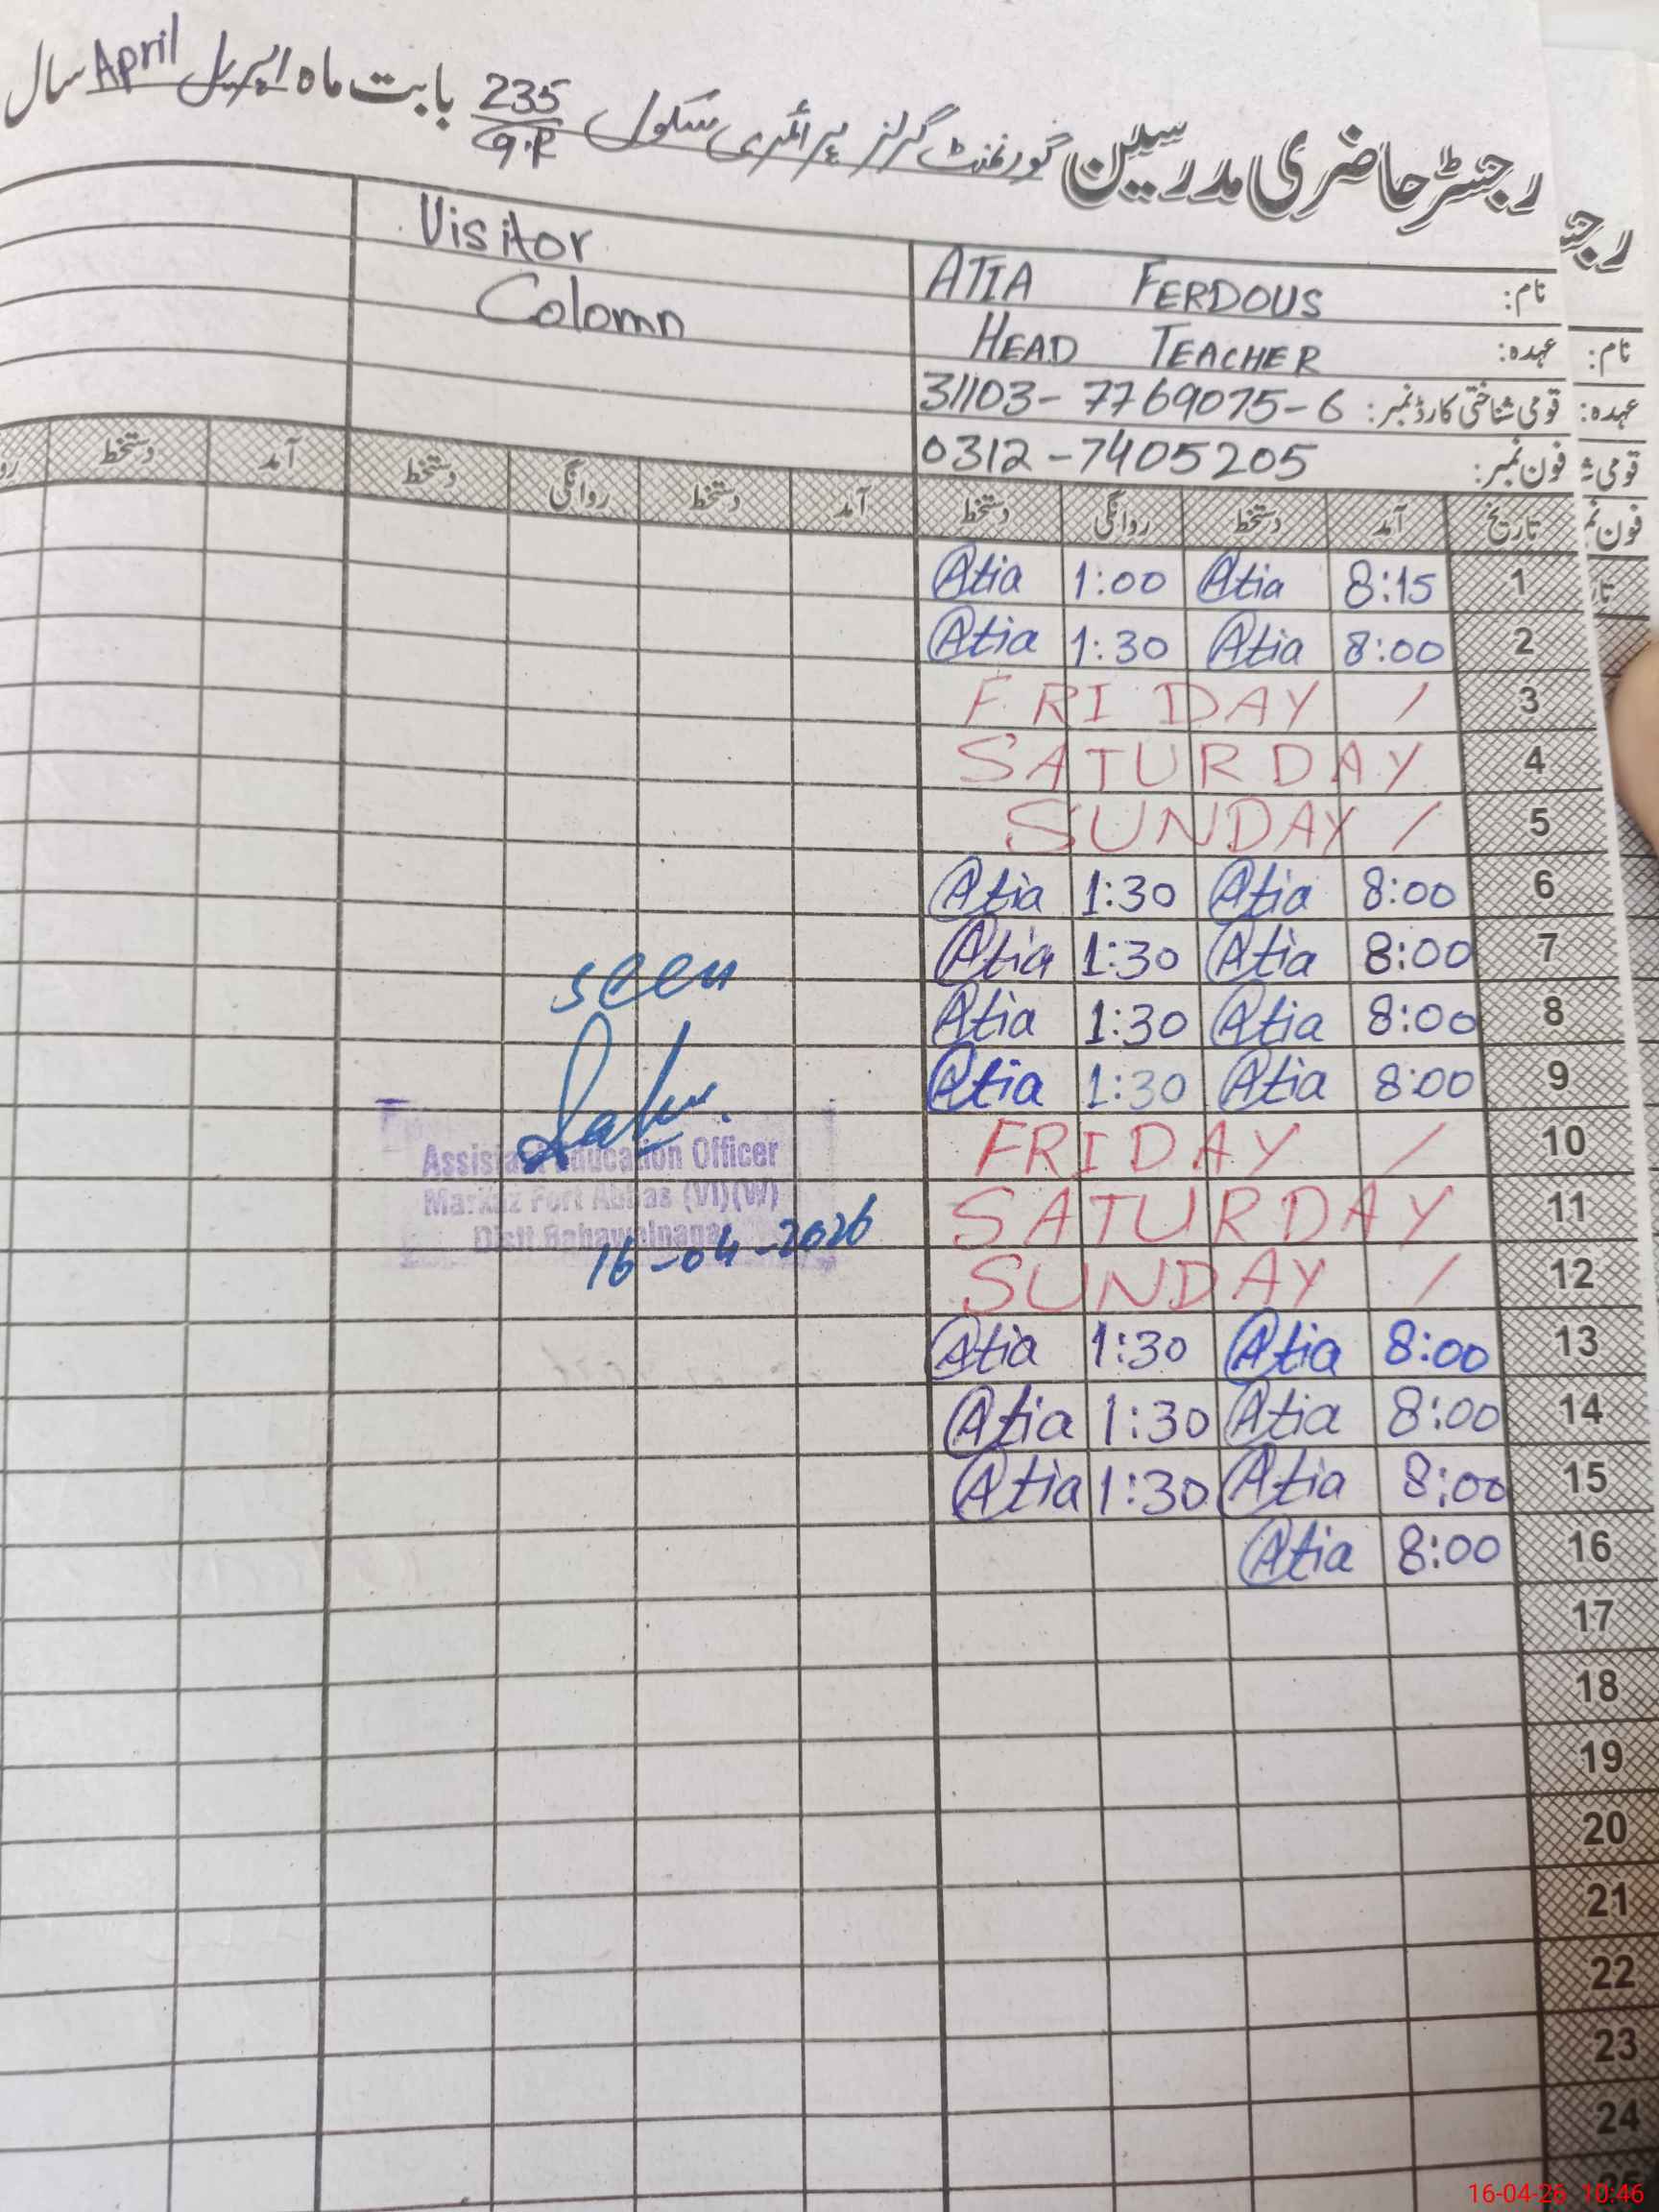 رجسٹر حاضری مدرسین گورنمنٹ گرلز پرائمری سکول 235/9.R بابت ماہ اپریل April سال
رجسٹر
Visitor
Colomn
نام: ATIA FERDOUS
عہدہ: HEAD TEACHER
قومی شناختی کارڈ نمبر: 31103-7769075-6
فون نمبر: 0312-7405205
نام:
عہدہ:
تاریخ آمد دستخط روانگی دستخط آمد دستخط روانگی دستخط آمد دستخط
1 8:15 Atia 1:00 Atia
2 8:00 Atia 1:30 Atia
3 FRIDAY /
4 SATURDAY
5 SUNDAY /
6 8:00 Atia 1:30 Atia
7 8:00 Atia 1:30 Atia
8 8:00 Atia 1:30 Atia
9 8:00 Atia 1:30 Atia
10 FRIDAY /
11 SATURDAY
12 SUNDAY /
13 8:00 Atia 1:30 Atia
14 8:00 Atia 1:30 Atia
15 8:00 Atia 1:30 Atia
16 8:00 Atia
17
18
19
20
21
22
23
24
25
seen
Assistant Education Officer
Markaz Fort Abbas (VI)(W)
Distt Bahawalnagar
16-04-2026
16-04-26 10:46